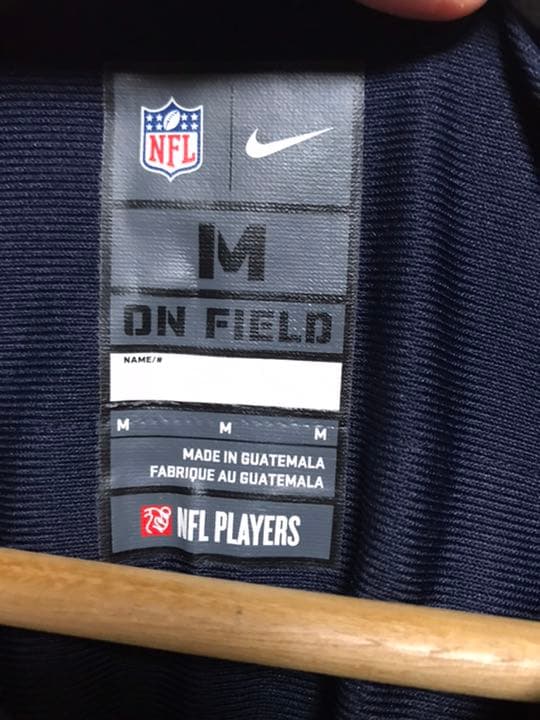 NFL
M
ON FIELD
NAME/#
M M M
MADE IN GUATEMALA
FABRIQUE AU GUATEMALA
NFL PLAYERS